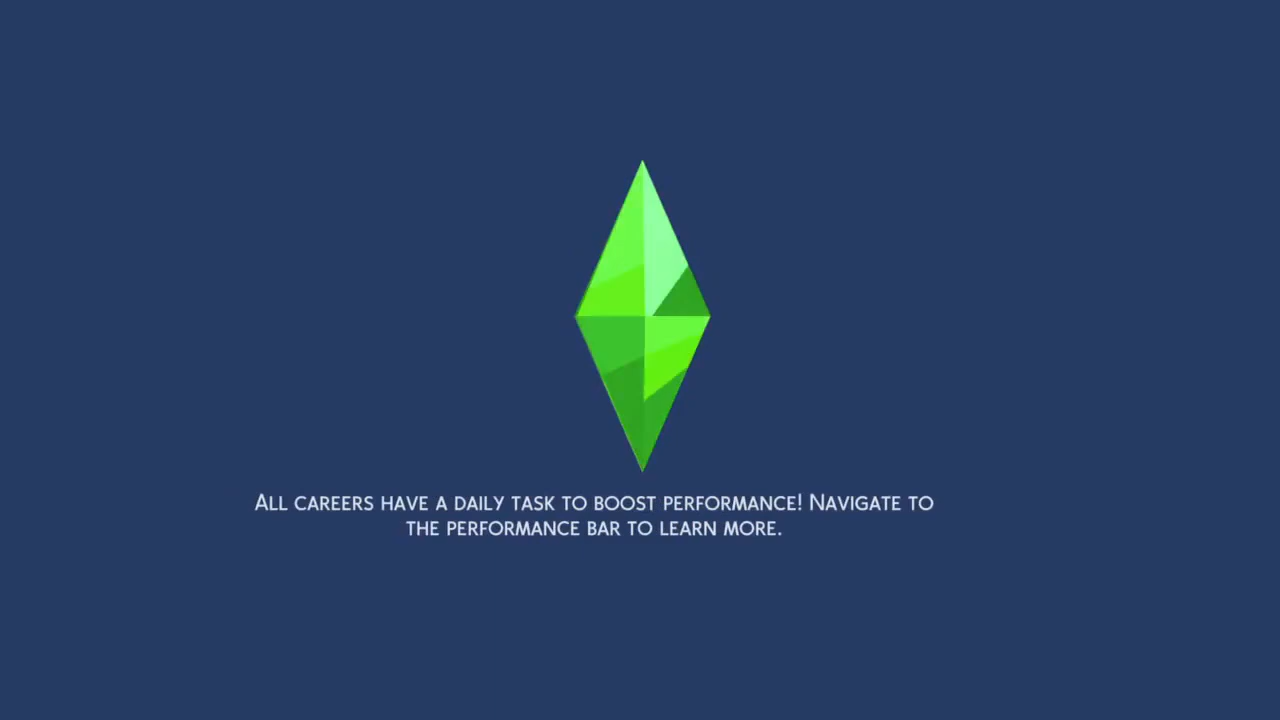 All careers have a daily task to boost performance! Navigate to
the performance bar to learn more.